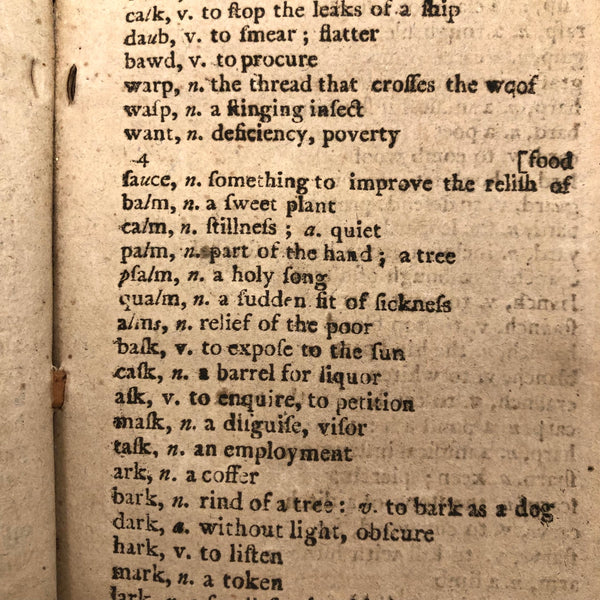 calk, v. to ſtop the leaks of a ſhip
daub, v. to ſmear; flatter
bawd, v. to procure
warp, n. the thread that croſſes the woof
waſp, n. a ſtinging inſect
want, n. deficiency, poverty
4 [food
ſauce, n. ſomething to improve the reliſh of
balm, n. a ſweet plant
calm, n. ſtillneſs; a. quiet
palm, n. part of the hand; a tree
pſalm, n. a holy ſong
qualm, n. a ſudden fit of ſickneſs
alms, n. relief of the poor
baſk, v. to expoſe to the ſun
caſk, n. a barrel for liquor
aſk, v. to enquire, to petition
maſk, n. a diſguiſe, viſor
taſk, n. an employment
ark, n. a coffer
bark, n. rind of a tree: v. to bark as a dog
dark, a. without light, obſcure
hark, v. to liſten
mark, n. a token
lark, n.